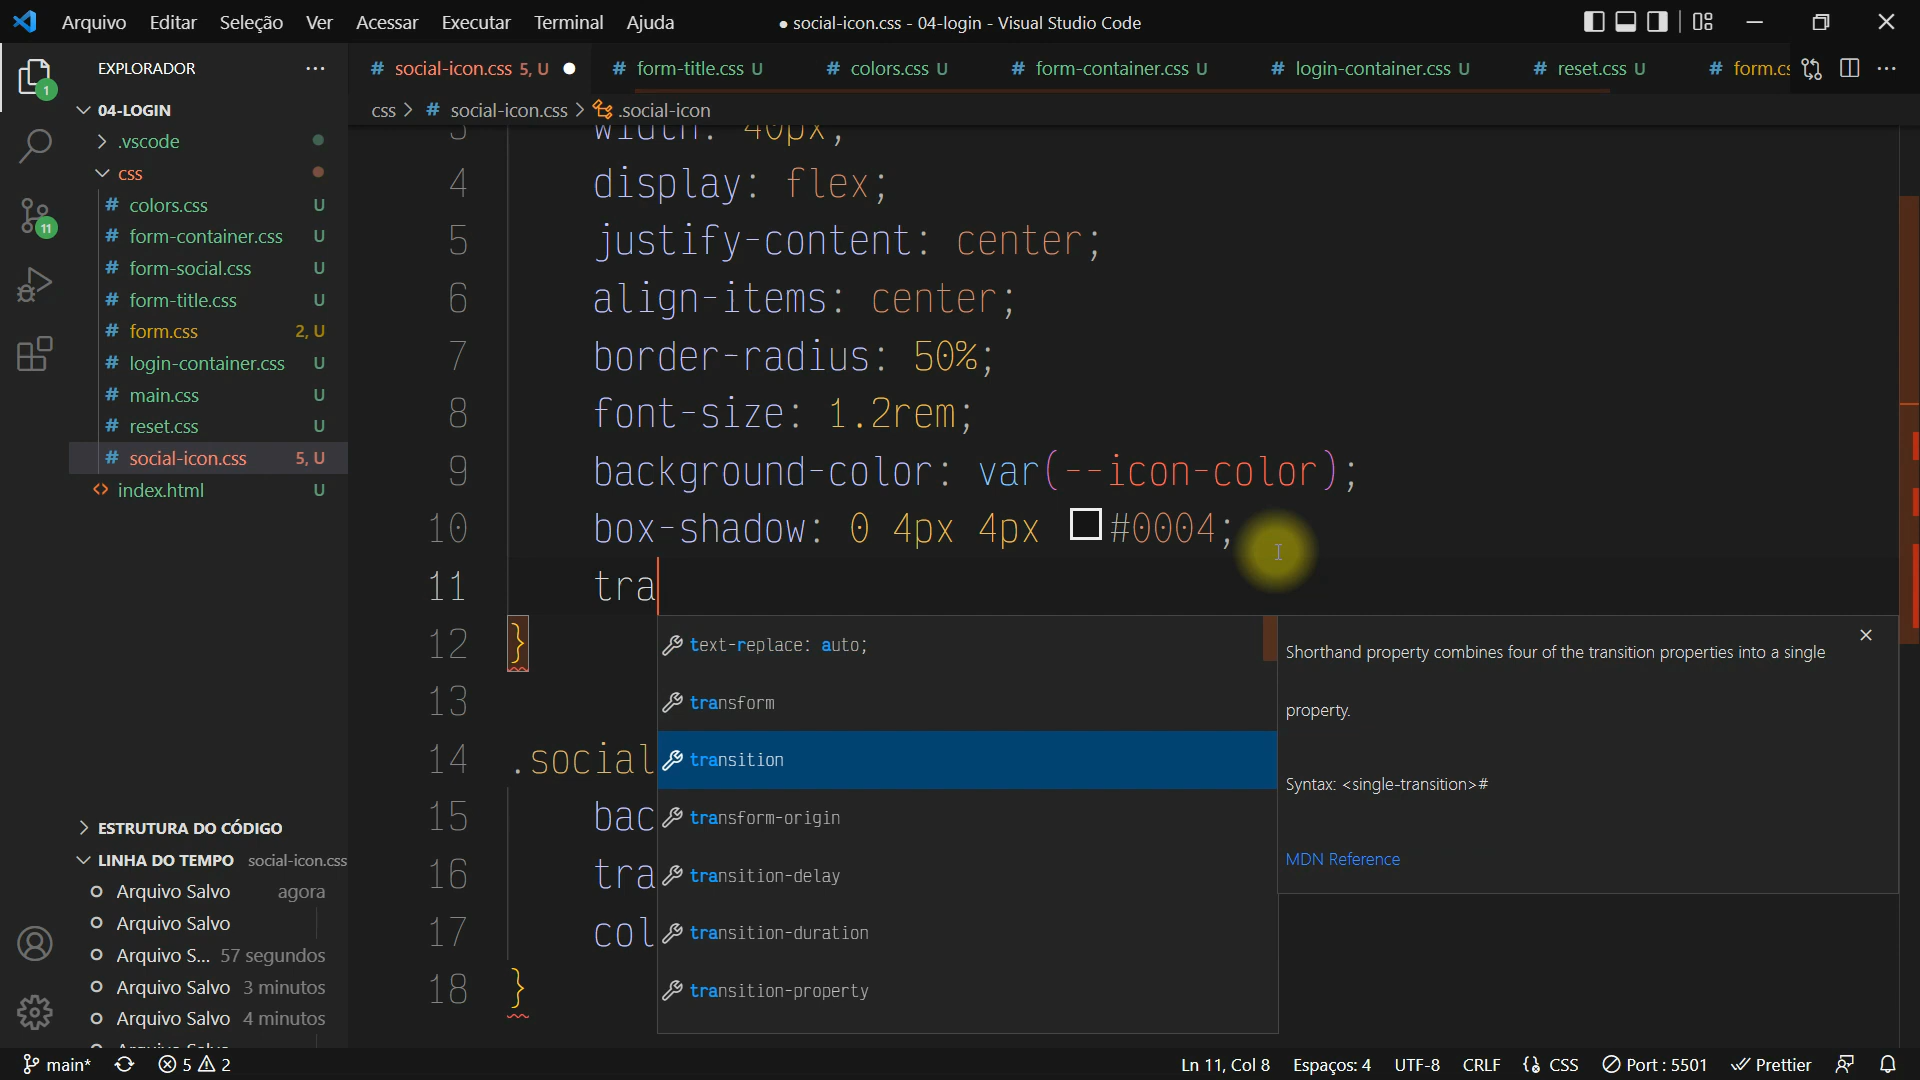 Arquivo Editar Seleção Ver Acessar Executar Terminal Ajuda
● social-icon.css - 04-login - Visual Studio Code
EXPLORADOR ···
# social-icon.css 5, U ●
# form-title.css U
# colors.css U
# form-container.css U
# login-container.css U
# reset.css U
# form.c
css > # social-icon.css > .social-icon
04-LOGIN
.vscode
css
# colors.css U
# form-container.css U
# form-social.css U
# form-title.css U
# form.css 2, U
# login-container.css U
# main.css U
# reset.css U
# social-icon.css 5, U
<> index.html U
1
11
3 width: 40px;
4 display: flex;
5 justify-content: center;
6 align-items: center;
7 border-radius: 50%;
8 font-size: 1.2rem;
9 background-color: var(--icon-color);
10 box-shadow: 0 4px 4px #0004;
11 tra
12 }
13
14 .social
15 bac
16 tra
17 col
18 }
text-replace: auto;
transform
transition
transform-origin
transition-delay
transition-duration
transition-property
Shorthand property combines four of the transition properties into a single
property.
Syntax: <single-transition>#
MDN Reference
ESTRUTURA DO CÓDIGO
LINHA DO TEMPO social-icon.css
Arquivo Salvo agora
Arquivo Salvo
Arquivo S... 57 segundos
Arquivo Salvo 3 minutos
Arquivo Salvo 4 minutos
main* 5 2
Ln 11, Col 8 Espaços: 4 UTF-8 CRLF {} CSS Port : 5501 Prettier